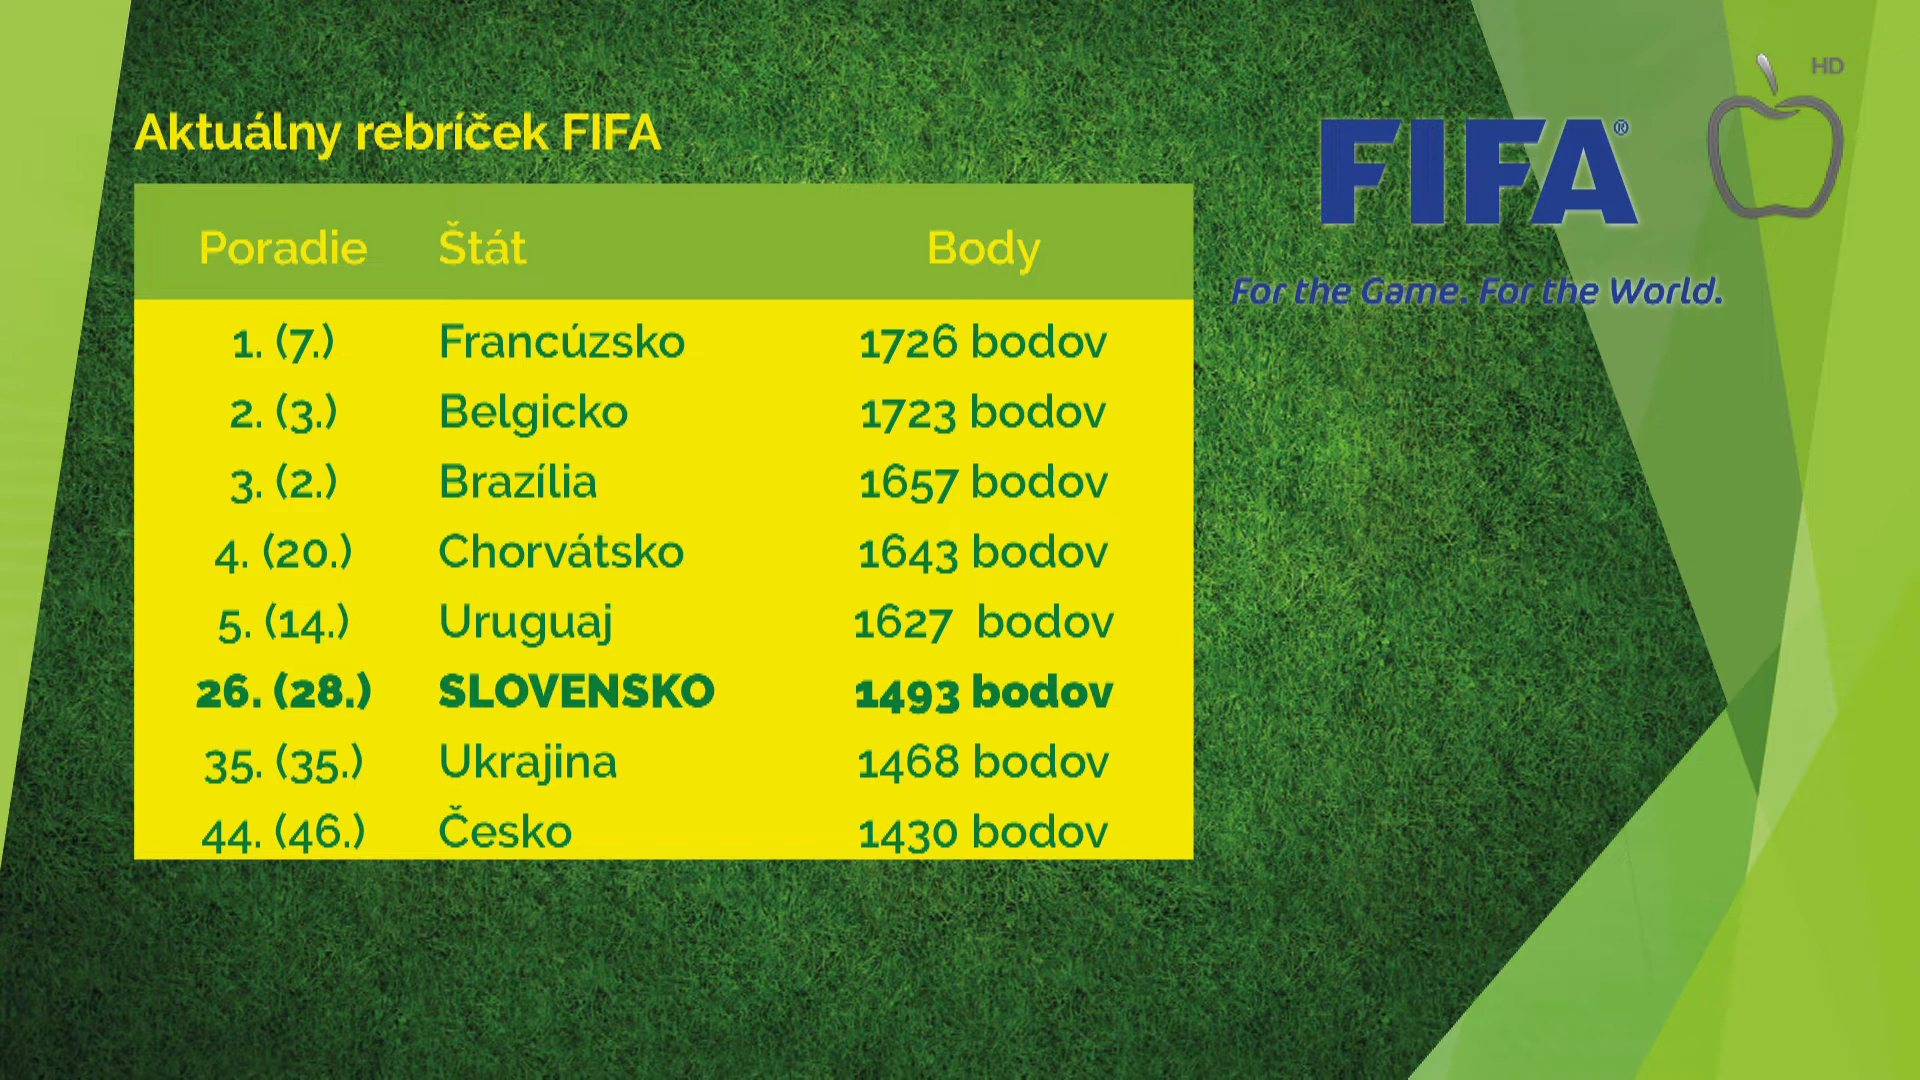 Aktuálny rebríček FIFA
Poradie Štát Body
1. (7.) Francúzsko 1726 bodov
2. (3.) Belgicko 1723 bodov
3. (2.) Brazília 1657 bodov
4. (20.) Chorvátsko 1643 bodov
5. (14.) Uruguaj 1627 bodov
26. (28.) SLOVENSKO 1493 bodov
35. (35.) Ukrajina 1468 bodov
44. (46.) Česko 1430 bodov
FIFA®
For the Game. For the World.
HD